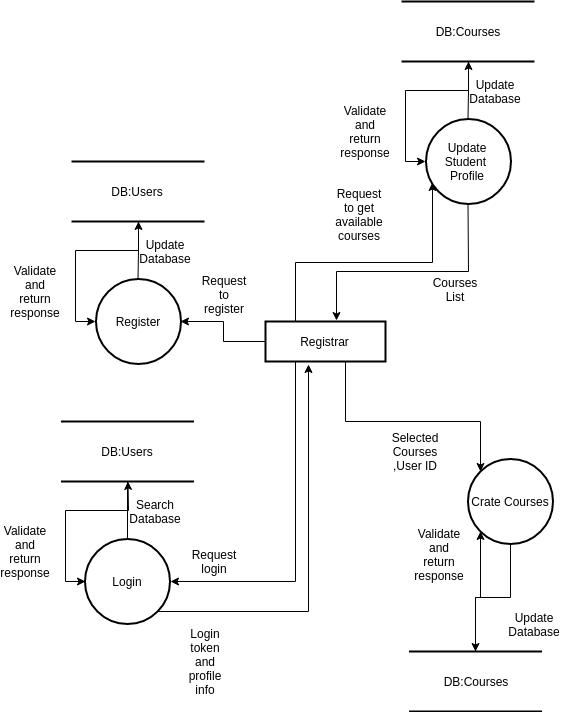 DB:Courses
Update
Database
Validate
and
return
response
Update
Student
Profile
Request
to get
available
courses
DB:Users
Update
Database
Validate
and
return
response
Request
to
register
Courses
List
Register
Registrar
DB:Users
Selected
Courses
,User ID
Search
Database
Crate Courses
Validate
and
return
response
Validate
and
return
response
Request
login
Login
Update
Database
Login
token
and
profile
info
DB:Courses